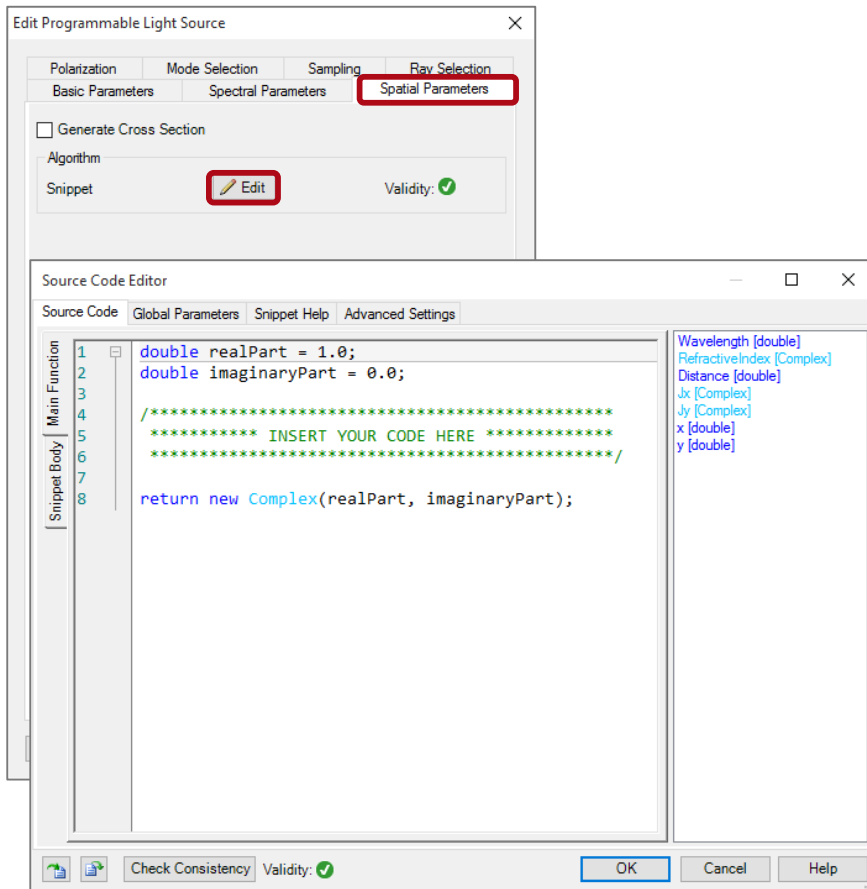 Edit Programmable Light Source
Polarization Mode Selection Sampling Ray Selection
Basic Parameters Spectral Parameters Spatial Parameters
Generate Cross Section
Algorithm
Snippet Edit Validity:
Source Code Editor
Source Code Global Parameters Snippet Help Advanced Settings
Main Function
Snippet Body
1 double realPart = 1.0;
2 double imaginaryPart = 0.0;
3
4 /***********************************************
5 *********** INSERT YOUR CODE HERE *************
6 ***********************************************/
7
8 return new Complex(realPart, imaginaryPart);
Wavelength [double]
RefractiveIndex [Complex]
Distance [double]
Jx [Complex]
Jy [Complex]
x [double]
y [double]
Check Consistency Validity: OK Cancel Help